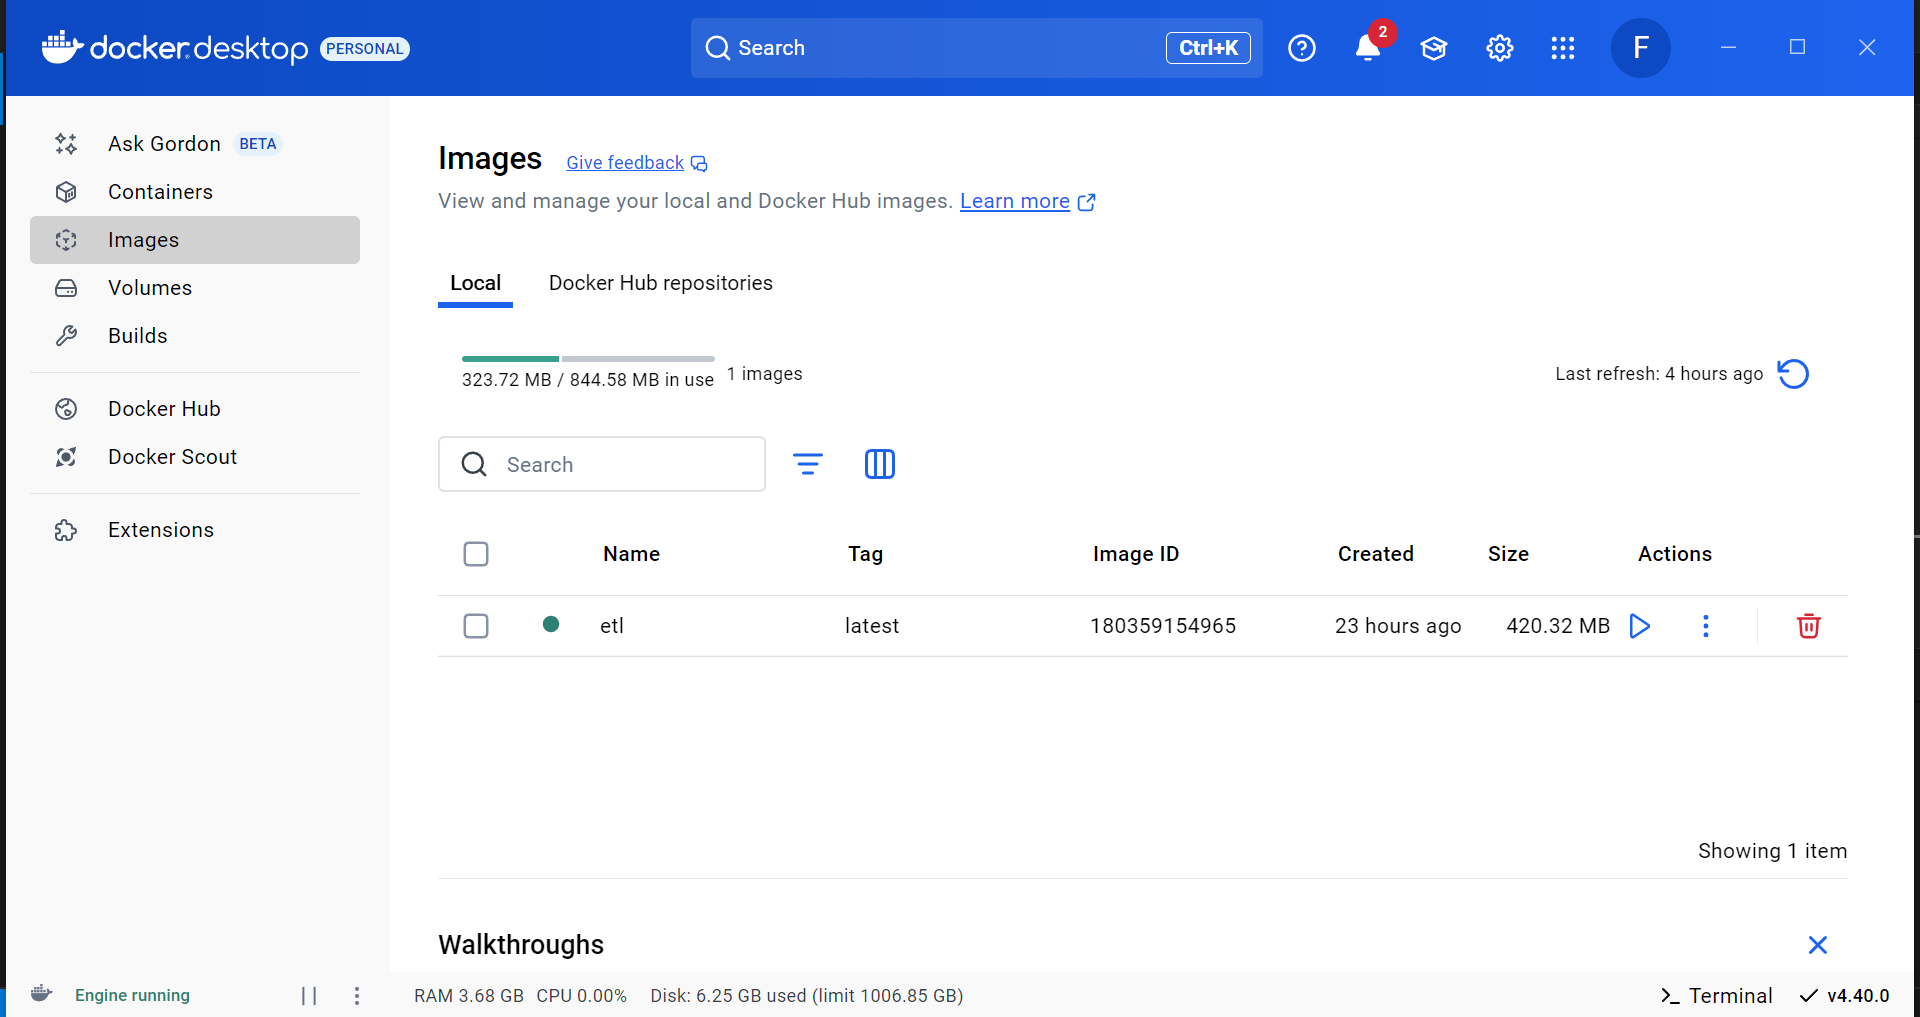 docker desktop PERSONAL
Search Ctrl+K
2
F
Ask Gordon BETA
Containers
Images
Volumes
Builds
Docker Hub
Docker Scout
Extensions
Images Give feedback
View and manage your local and Docker Hub images. Learn more
Local Docker Hub repositories
323.72 MB / 844.58 MB in use 1 images
Last refresh: 4 hours ago
Search
Name Tag Image ID Created Size Actions
etl latest 180359154965 23 hours ago 420.32 MB
Showing 1 item
Walkthroughs
Engine running
RAM 3.68 GB CPU 0.00% Disk: 6.25 GB used (limit 1006.85 GB)
Terminal v4.40.0